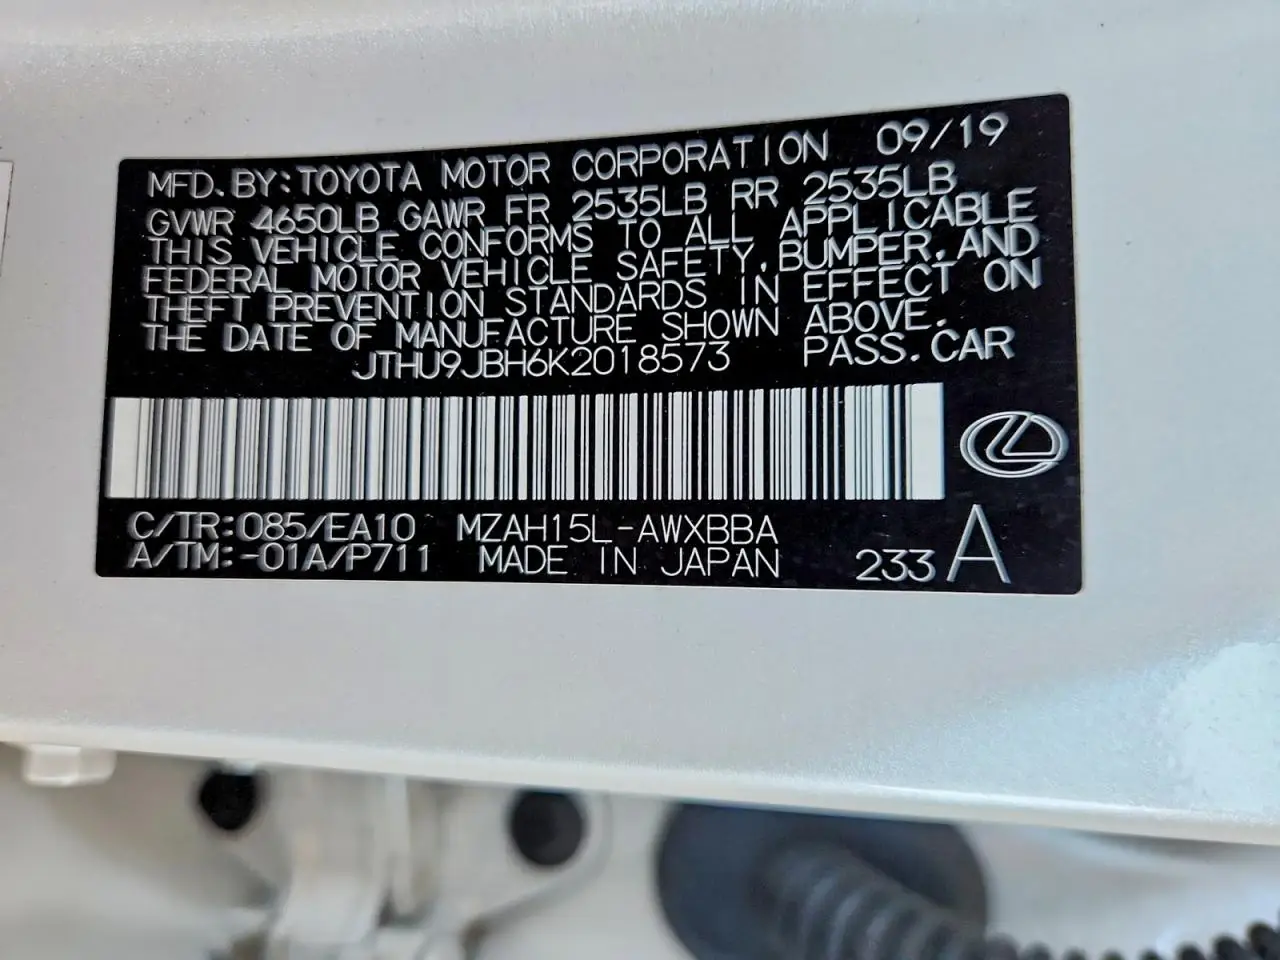 MFD. BY: TOYOTA MOTOR CORPORATION 09/19
GVWR 4650LB GAWR FR 2535LB RR 2535LB
THIS VEHICLE CONFORMS TO ALL APPLICABLE
FEDERAL MOTOR VEHICLE SAFETY, BUMPER, AND
THEFT PREVENTION STANDARDS IN EFFECT ON
THE DATE OF MANUFACTURE SHOWN ABOVE.
JTHU9JBH6K2018573 PASS. CAR
C/TR: 085/EA10 MZAH15L-AWXBBA
A/TM: -01A/P711 MADE IN JAPAN 233 A